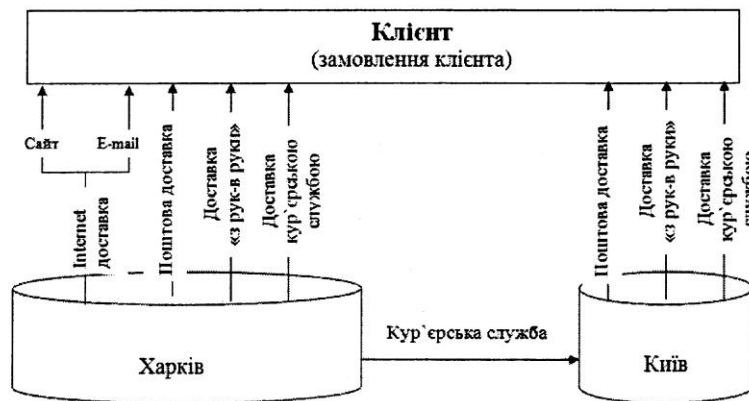 Клієнт
(замовлення клієнта)
Сайт
E-mail
Internet
доставка
Поштова доставка
Доставка
«з рук-в руки»
Доставка
кур`єрською
службою
Поштова доставка
Доставка
«з рук-в руки»
Доставка
кур`єрською
службою
Кур`єрська служба
Харків
Київ